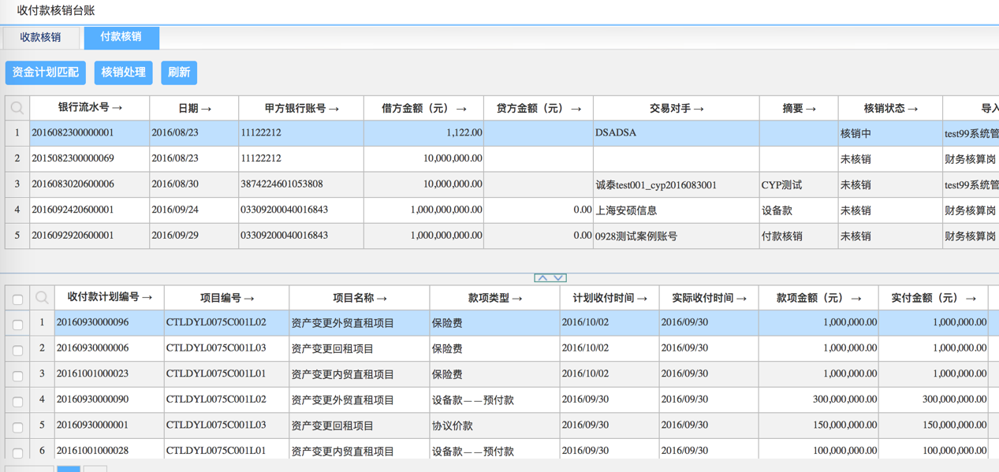 收付款核销台账
收款核销 付款核销
资金计划匹配 核销处理 刷新
银行流水号→ 日期→ 甲方银行账号→ 借方金额（元）→ 贷方金额（元）→ 交易对手→ 摘要→ 核销状态→ 导入
1 2016082300000001 2016/08/23 11122212 1,122.00 DSADSA 核销中 test99系统管
2 2015082300000069 2016/08/23 11122212 10,000,000.00 未核销 财务核算岗
3 2016083020600006 2016/08/30 3874224601053808 10,000,000.00 诚泰test001_cyp2016083001 CYP测试 未核销 test99系统管
4 2016092420600001 2016/09/24 03309200040016843 1,000,000,000.00 0.00 上海安硕信息 设备款 未核销 财务核算岗
5 2016092920600001 2016/09/29 03309200040016843 1,000,000,000.00 0.00 0928测试案例账号 付款核销 未核销 财务核算岗
收付款计划编号→ 项目编号→ 项目名称→ 款项类型→ 计划收付时间→ 实际收付时间→ 款项金额（元）→ 实付金额（元）→
1 20160930000096 CTLDYL0075C001L02 资产变更外贸直租项目 保险费 2016/10/02 2016/09/30 1,000,000.00 1,000,000.00
2 20160930000006 CTLDYL0075C001L03 资产变更回租项目 保险费 2016/10/02 2016/09/30 1,000,000.00 1,000,000.00
3 20161001000023 CTLDYL0075C001L01 资产变更内贸直租项目 保险费 2016/10/02 2016/09/30 1,000,000.00 1,000,000.00
4 20160930000090 CTLDYL0075C001L02 资产变更外贸直租项目 设备款——预付款 2016/09/30 2016/09/30 300,000,000.00 300,000,000.00
5 20160930000001 CTLDYL0075C001L03 资产变更回租项目 协议价款 2016/09/30 2016/09/30 150,000,000.00 150,000,000.00
6 20161001000028 CTLDYL0075C001L01 资产变更内贸直租项目 设备款——预付款 2016/09/30 2016/09/30 100,000,000.00 100,000,000.00